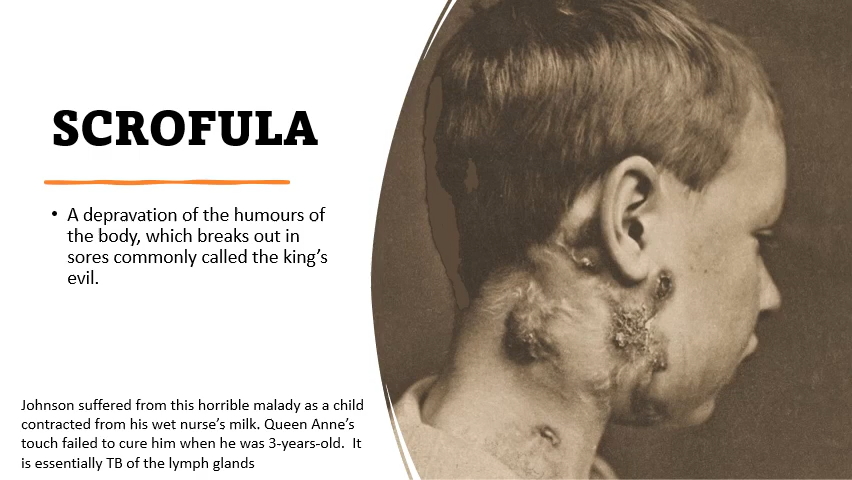 SCROFULA
• A depravation of the humours of
the body, which breaks out in
sores commonly called the king's
evil.
Johnson suffered from this horrible malady as a child
contracted from his wet nurse's milk. Queen Anne's
touch failed to cure him when he was 3-years-old.  It
is essentially TB of the lymph glands